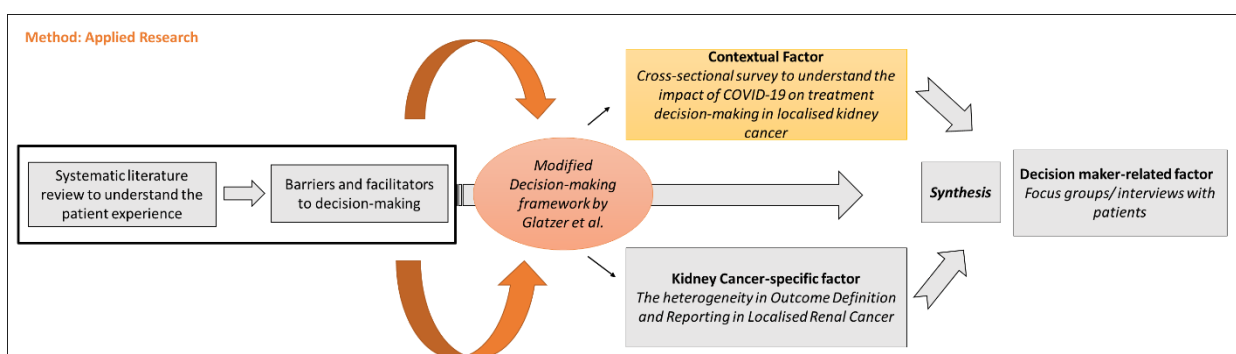 Method: Applied Research
Systematic literature
review to understand the
patient experience
Barriers and facilitators
to decision-making
Modified
Decision-making
framework by
Glatzer et al.
Contextual Factor
Cross-sectional survey to understand the
impact of COVID-19 on treatment
decision-making in localised kidney
cancer
Kidney Cancer-specific factor
The heterogeneity in Outcome Definition
and Reporting in Localised Renal Cancer
Synthesis
Decision maker-related factor
Focus groups/ interviews with
patients